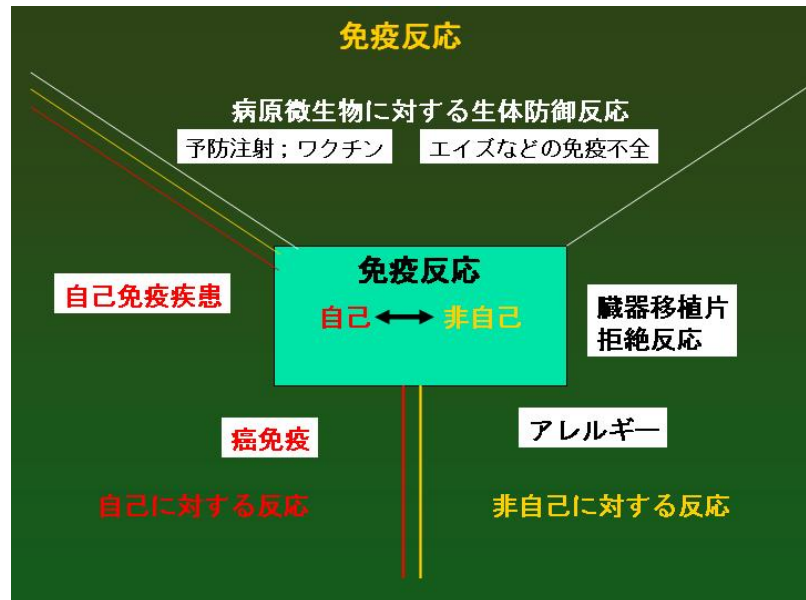 免疫反応
病原微生物に対する生体防御反応
予防注射；ワクチン
エイズなどの免疫不全
免疫反応
自己 非自己
自己免疫疾患
臓器移植片
拒絶反応
癌免疫
アレルギー
自己に対する反応
非自己に対する反応